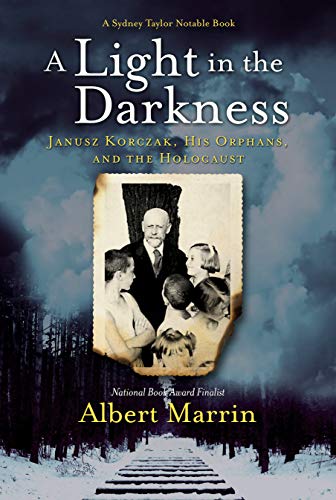 A Sydney Taylor Notable Book
A Light in the
Darkness
Janusz Korczak, His Orphans,
and the Holocaust
National Book Award Finalist
Albert Marrin